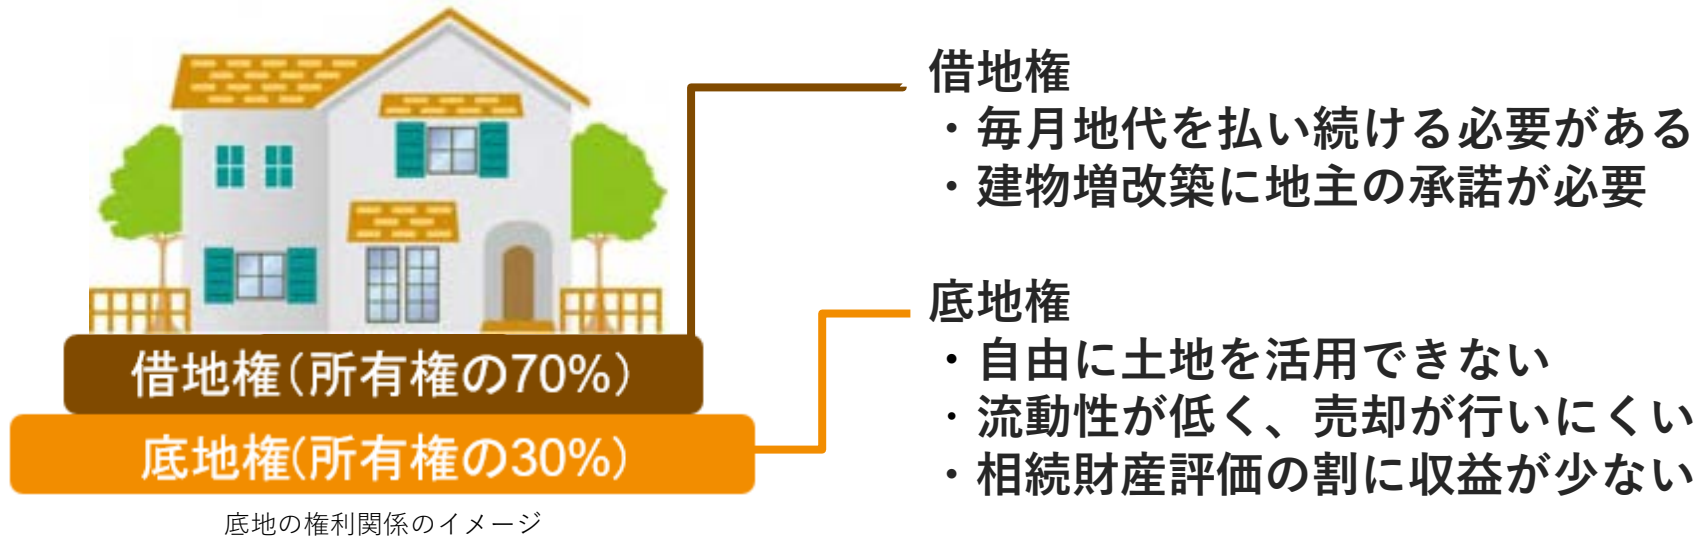 借地権
・毎月地代を払い続ける必要がある
・建物増改築に地主の承諾が必要
底地権
・自由に土地を活用できない
・流動性が低く、売却が行いにくい
・相続財産評価の割に収益が少ない
借地権(所有権の70%)
底地権(所有権の30%)
底地の権利関係のイメージ